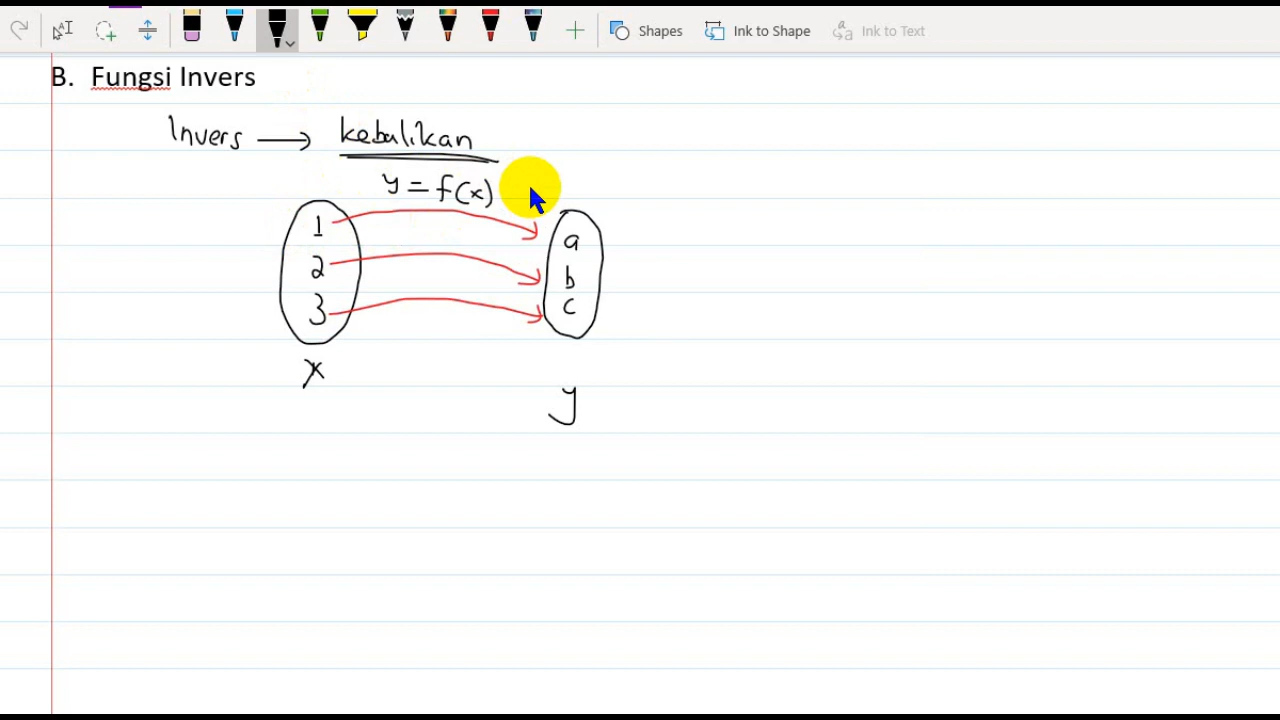 Shapes Ink to Shape Ink to Text
B. Fungsi Invers
Invers → kebalikan
y = f(x)
1 a
2 b
3 c
x
y